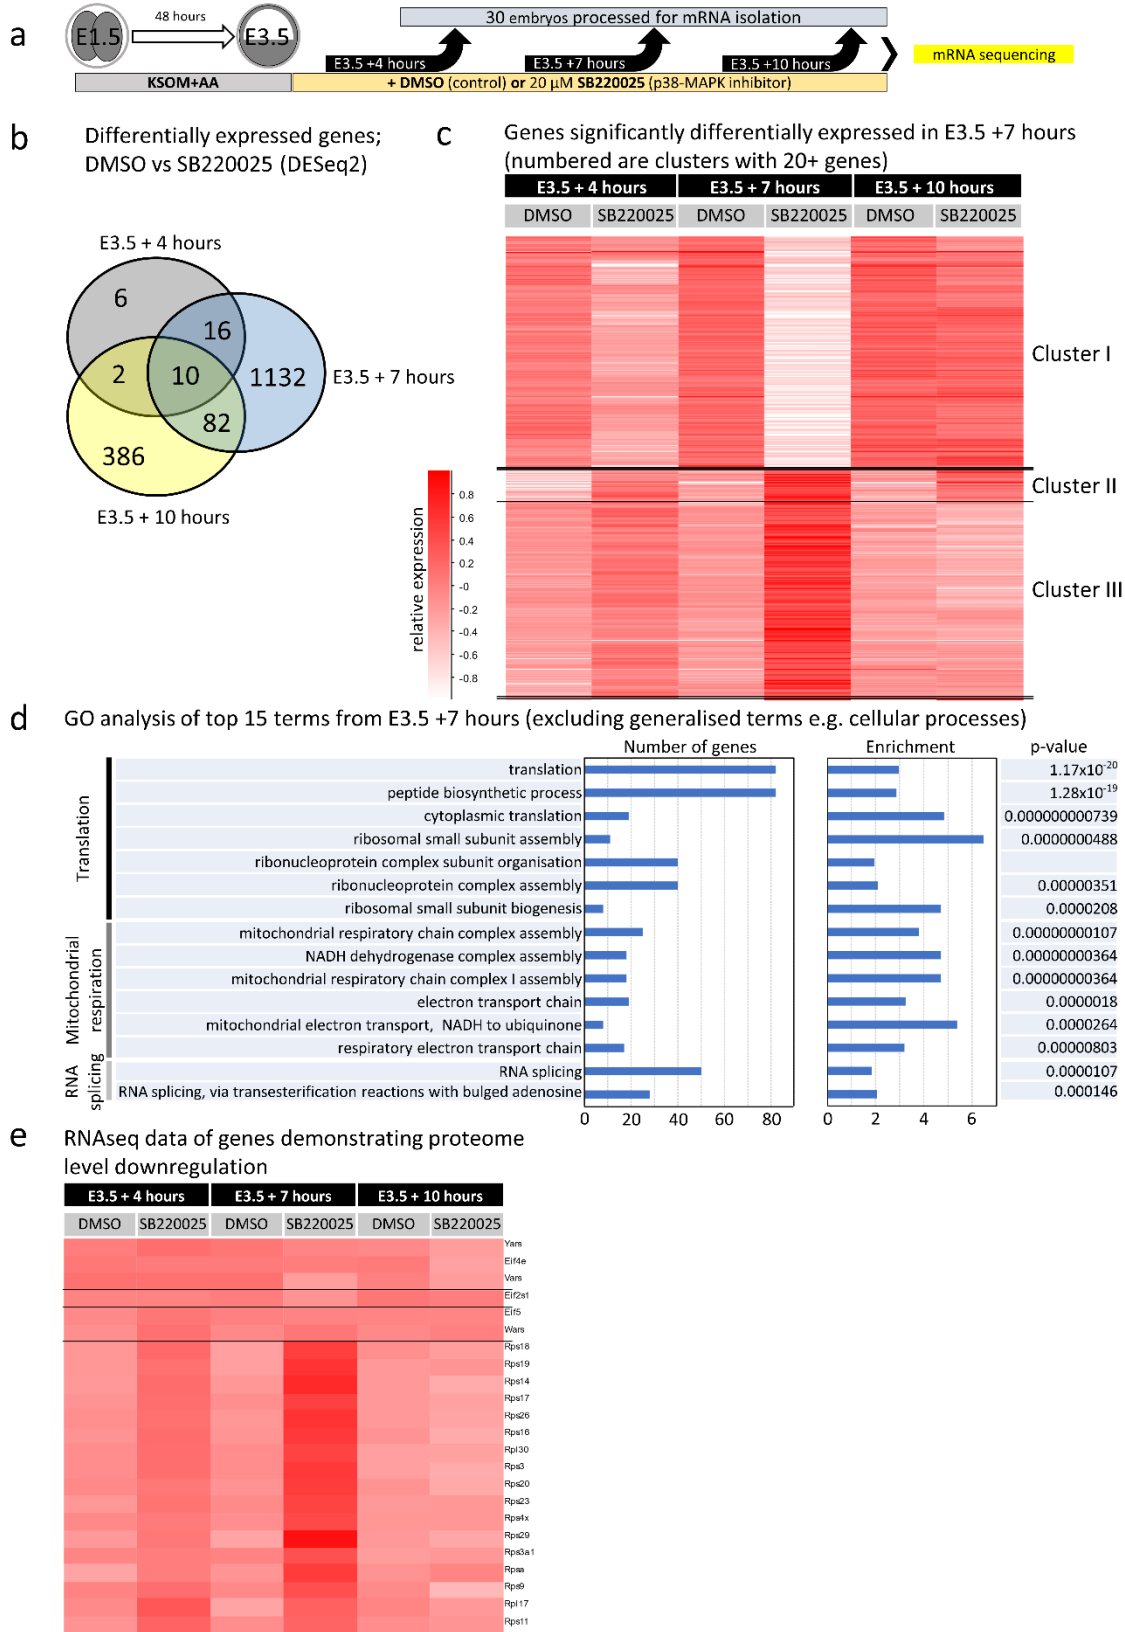 a
E1.5
48 hours
E3.5
30 embryos processed for mRNA isolation
E3.5 +4 hours
E3.5 +7 hours
E3.5 +10 hours
mRNA sequencing
KSOM+AA
+ DMSO (control) or 20 µM SB220025 (p38-MAPK inhibitor)
b
Differentially expressed genes;
DMSO vs SB220025 (DESeq2)
E3.5 + 4 hours
6
16
2
10
1132
E3.5 + 7 hours
82
386
E3.5 + 10 hours
c
Genes significantly differentially expressed in E3.5 +7 hours
(numbered are clusters with 20+ genes)
E3.5 + 4 hours E3.5 + 7 hours E3.5 + 10 hours
DMSO SB220025 DMSO SB220025 DMSO SB220025
Cluster I
Cluster II
Cluster III
relative expression
0.8
0.6
0.4
0.2
-0
-0.2
-0.4
-0.6
-0.8
d
GO analysis of top 15 terms from E3.5 +7 hours (excluding generalised terms e.g. cellular processes)
Number of genes Enrichment p-value
Translation
translation 1.17x10⁻²⁰
peptide biosynthetic process 1.28x10⁻¹⁹
cytoplasmic translation 0.000000000739
ribosomal small subunit assembly 0.0000000488
ribonucleoprotein complex subunit organisation
ribonucleoprotein complex assembly 0.00000351
ribosomal small subunit biogenesis 0.0000208
Mitochondrial
respiration
mitochondrial respiratory chain complex assembly 0.00000000107
NADH dehydrogenase complex assembly 0.00000000364
mitochondrial respiratory chain complex I assembly 0.00000000364
electron transport chain 0.0000018
mitochondrial electron transport, NADH to ubiquinone 0.0000264
respiratory electron transport chain 0.00000803
RNA
splicing
RNA splicing 0.0000107
RNA splicing, via transesterification reactions with bulged adenosine 0.000146
0 20 40 60 80
0 2 4 6
e
RNAseq data of genes demonstrating proteome
level downregulation
E3.5 + 4 hours E3.5 + 7 hours E3.5 + 10 hours
DMSO SB220025 DMSO SB220025 DMSO SB220025
Yars
Eif4e
Vars
Eif2s1
Eif5
Wars
Rps18
Rps19
Rps14
Rps17
Rps26
Rps16
Rpl30
Rps3
Rps20
Rps23
Rps4x
Rps29
Rps3a1
Rpsa
Rps9
Rpl17
Rps11